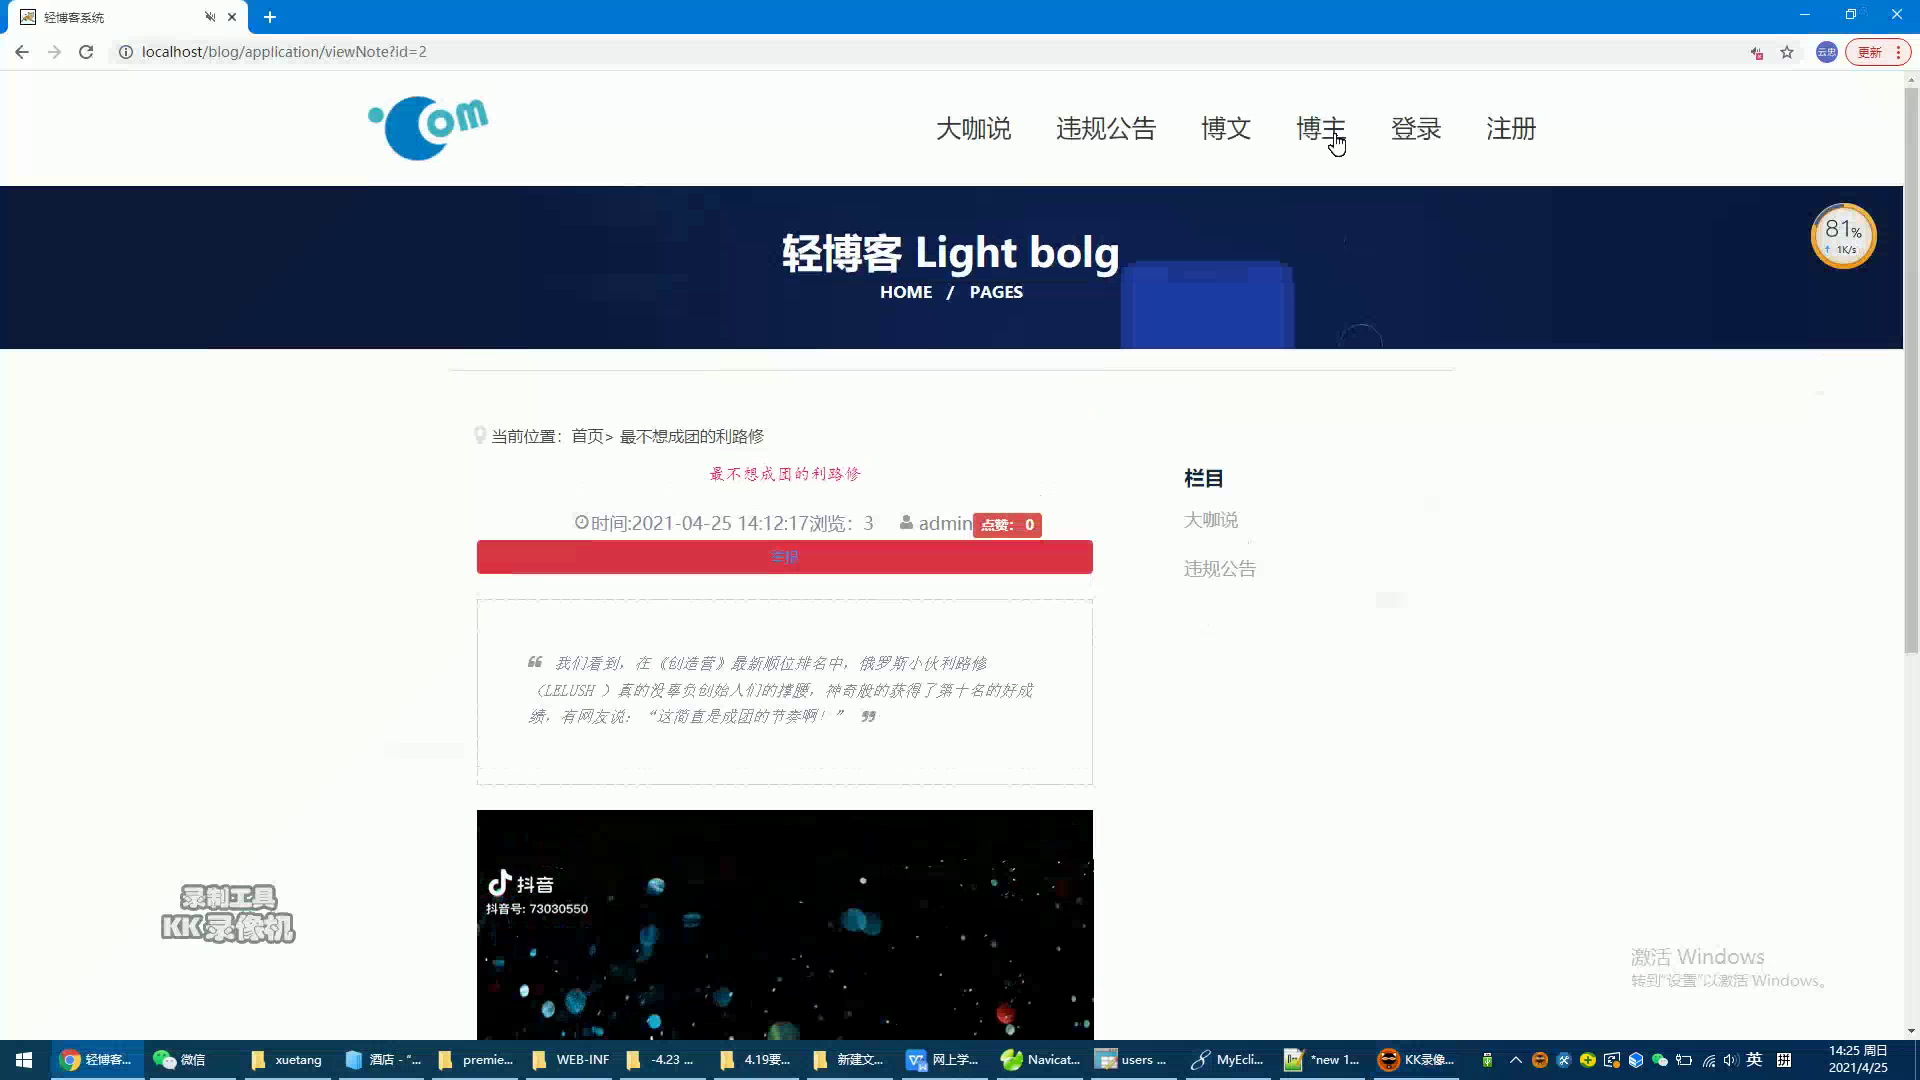 轻博客系统
localhost/blog/application/viewNote?id=2
云忠
更新
Com
大咖说 违规公告 博文 博主 登录 注册
轻博客 Light bolg
HOME / PAGES
81%
1K/s
当前位置：首页> 最不想成团的利路修
最不想成团的利路修
时间:2021-04-25 14:12:17浏览：3 admin 点赞： 0
举报
栏目
大咖说
违规公告
我们看到，在《创造营》最新顺位排名中，俄罗斯小伙利路修
（LELUSH ）真的没辜负创始人们的撑腰，神奇般的获得了第十名的好成
绩，有网友说：“这简直是成团的节奏啊！”
抖音
抖音号: 73030550
录制工具
KK录像机
激活 Windows
转到“设置”以激活 Windows。
轻博客... 微信 xuetang 酒店 - "... premie... WEB-INF -4.23 ... 4.19要... 新建文... 网上学... Navicat... users ... MyEcli... *new 1... KK录像... 英 拼
14:25 周日
2021/4/25